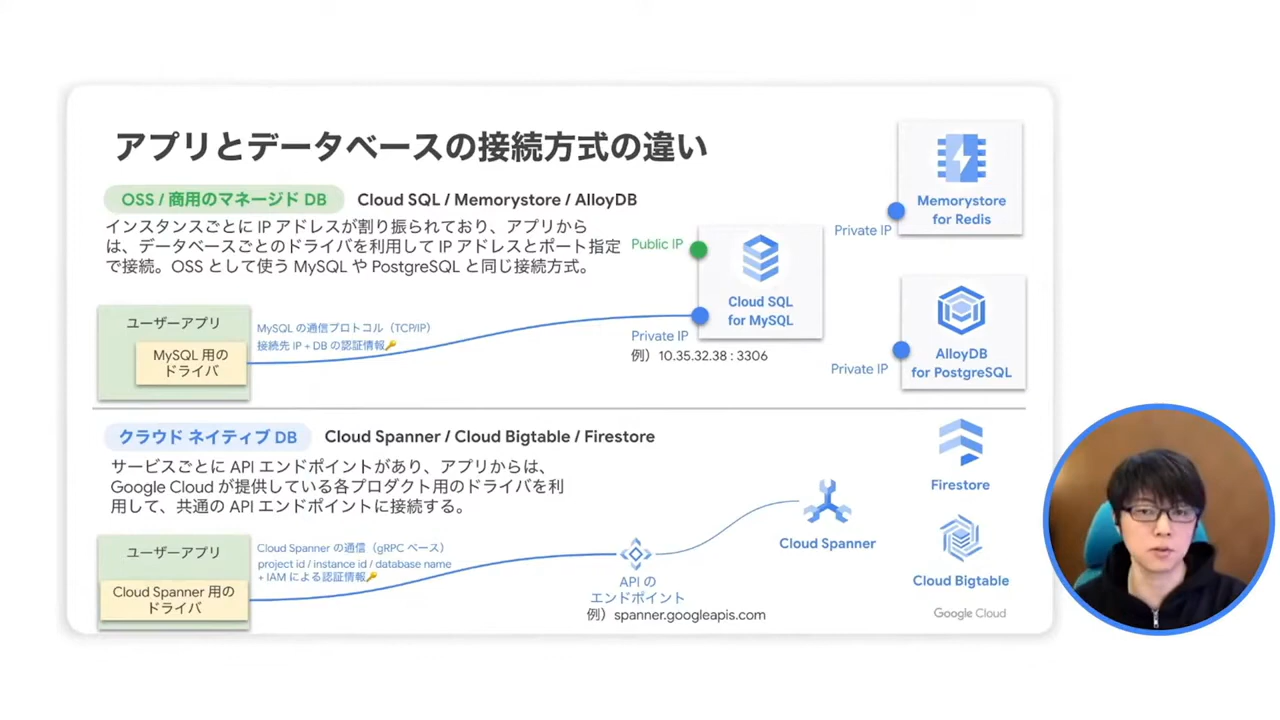 アプリとデータベースの接続方式の違い
OSS / 商用のマネージド DB
Cloud SQL / Memorystore / AlloyDB
インスタンスごとに IP アドレスが割り振られており、アプリから
は、データベースごとのドライバを利用して IP アドレスとポート指定
で接続。OSS として使う MySQL や PostgreSQL と同じ接続方式。
ユーザーアプリ
MySQL 用の
ドライバ
MySQL の通信プロトコル（TCP/IP）
接続先 IP + DB の認証情報🔑
Public IP
Cloud SQL
for MySQL
Private IP
例）10.35.32.38 : 3306
Memorystore
for Redis
Private IP
AlloyDB
for PostgreSQL
Private IP
クラウド ネイティブ DB
Cloud Spanner / Cloud Bigtable / Firestore
サービスごとに API エンドポイントがあり、アプリからは、
Google Cloud が提供している各プロダクト用のドライバを利
用して、共通の API エンドポイントに接続する。
ユーザーアプリ
Cloud Spanner 用の
ドライバ
Cloud Spanner の通信（gRPC ベース）
project id / instance id / database name
+ IAM による認証情報🔑
API の
エンドポイント
例）spanner.googleapis.com
Cloud Spanner
Firestore
Cloud Bigtable
Google Cloud